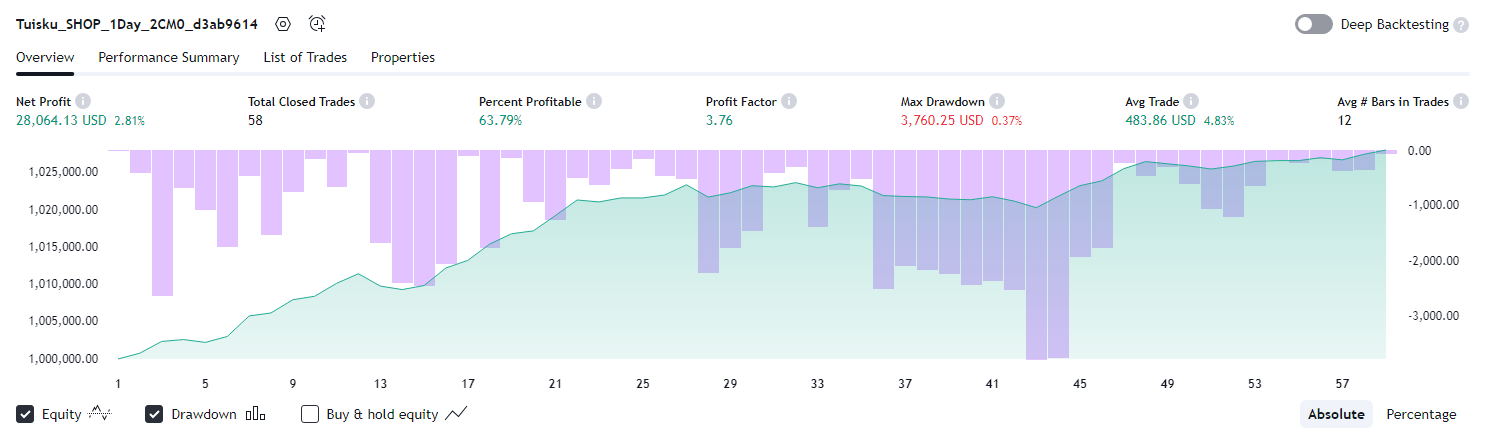 Tuisku_SHOP_1Day_2CM0_d3ab9614
Deep Backtesting ?
Overview Performance Summary List of Trades Properties
Net Profit Total Closed Trades Percent Profitable Profit Factor Max Drawdown Avg Trade Avg # Bars in Trades
28,064.13 USD 2.81% 58 63.79% 3.76 3,760.25 USD 0.37% 483.86 USD 4.83% 12
0.00
1,025,000.00
1,020,000.00 -1,000.00
1,015,000.00
1,010,000.00 -2,000.00
1,005,000.00 -3,000.00
1,000,000.00
1 5 9 13 17 21 25 29 33 37 41 45 49 53 57
Equity Drawdown Buy & hold equity Absolute Percentage